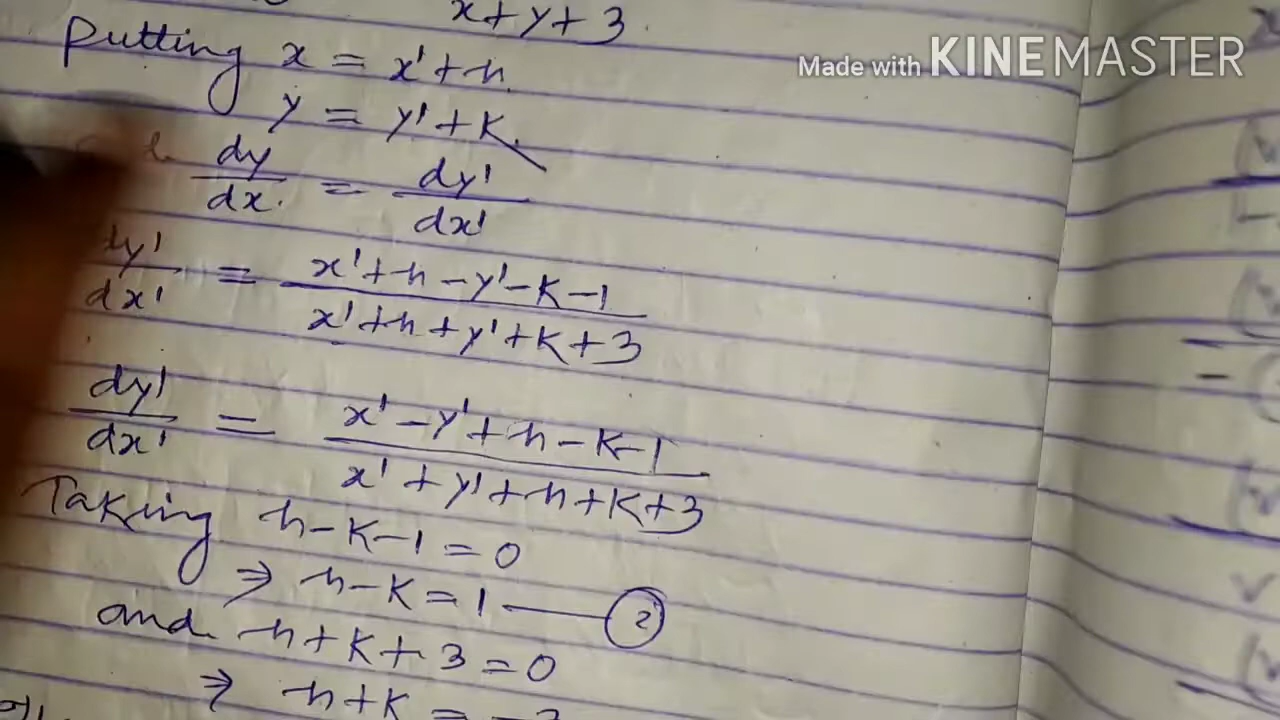 x+y+3
Made with KINEMASTER
Putting x = x'+h
y = y'+k.
dy/dx = dy'/dx'
dy'/dx' = x'+h-y'-k-1 / x'+h+y'+k+3
dy'/dx' = x'-y'+h-k-1 / x'+y'+h+k+3
Taking h-k-1=0
⇒ h-k=1 — 2
and h+k+3=0
⇒ h+k = -3